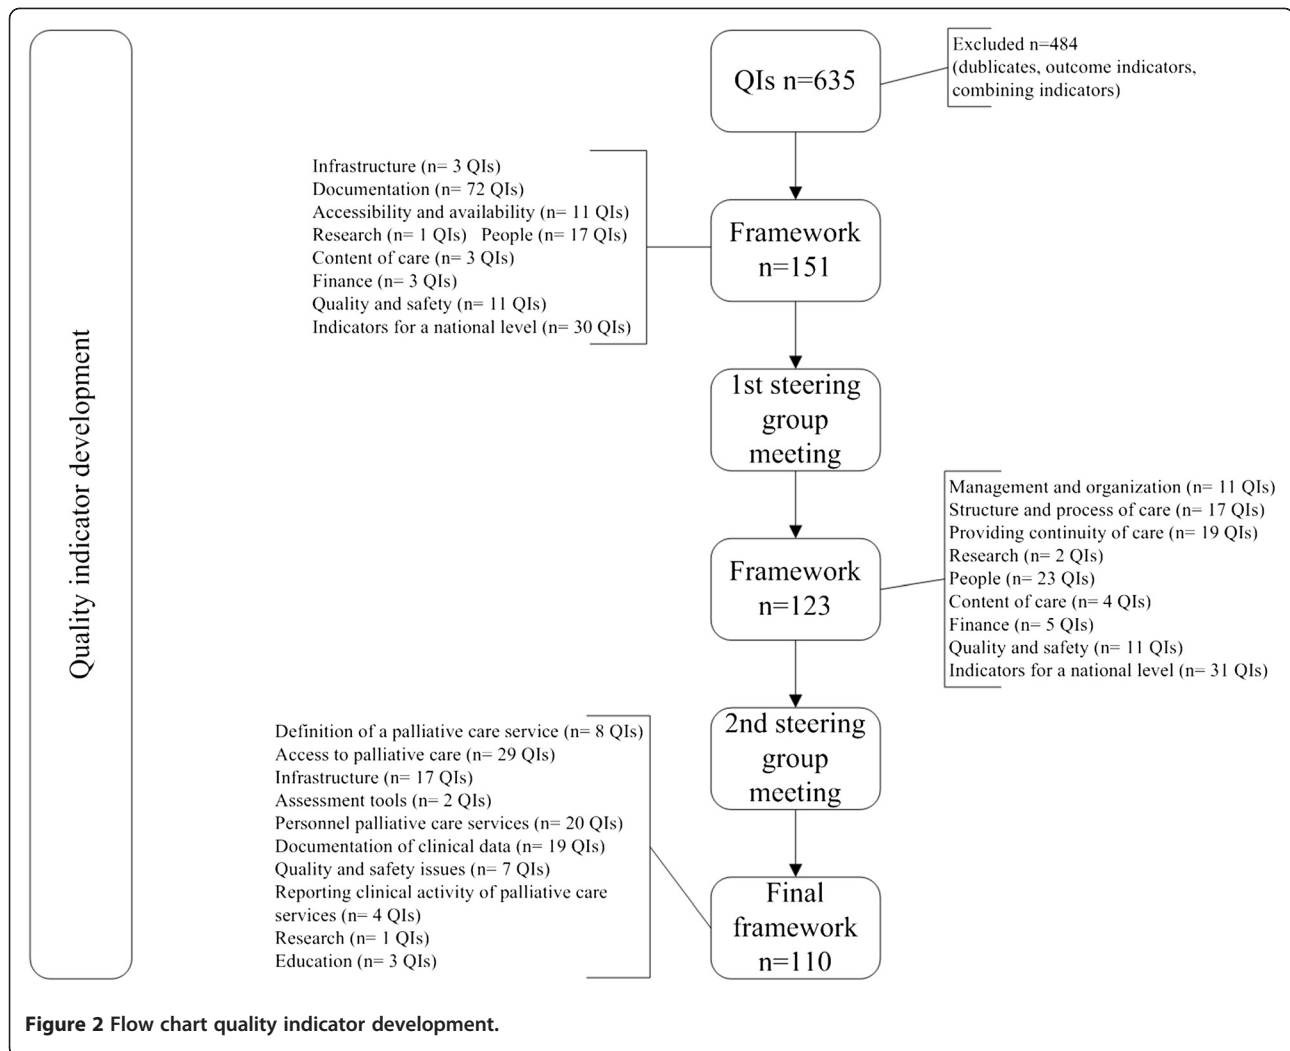 Quality indicator development
QIs n=635
Excluded n=484
(dublicates, outcome indicators,
combining indicators)
Infrastructure (n= 3 QIs)
Documentation (n= 72 QIs)
Accessibility and availability (n= 11 QIs)
Research (n= 1 QIs)   People (n= 17 QIs)
Content of care (n= 3 QIs)
Finance (n= 3 QIs)
Quality and safety (n= 11 QIs)
Indicators for a national level (n= 30 QIs)
Framework
n=151
1st steering
group
meeting
Framework
n=123
Management and organization (n= 11 QIs)
Structure and process of care (n= 17 QIs)
Providing continuity of care (n= 19 QIs)
Research (n= 2 QIs)
People (n= 23 QIs)
Content of care (n= 4 QIs)
Finance (n= 5 QIs)
Quality and safety (n= 11 QIs)
Indicators for a national level (n= 31 QIs)
2nd steering
group
meeting
Definition of a palliative care service (n= 8 QIs)
Access to palliative care (n= 29 QIs)
Infrastructure (n= 17 QIs)
Assessment tools (n= 2 QIs)
Personnel palliative care services (n= 20 QIs)
Documentation of clinical data (n= 19 QIs)
Quality and safety issues (n= 7 QIs)
Reporting clinical activity of palliative care
services (n= 4 QIs)
Research (n= 1 QIs)
Education (n= 3 QIs)
Final
framework
n=110
Figure 2 Flow chart quality indicator development.